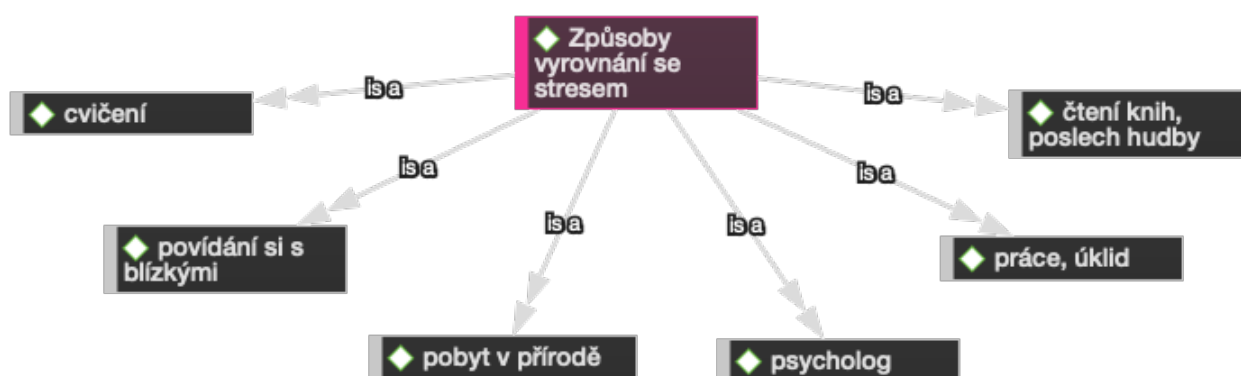 Způsoby
vyrovnání se
stresem
is a
is a
cvičení
čtení knih,
poslech hudby
is a
is a
povídání si s
blízkými
is a
is a
práce, úklid
pobyt v přírodě
psycholog